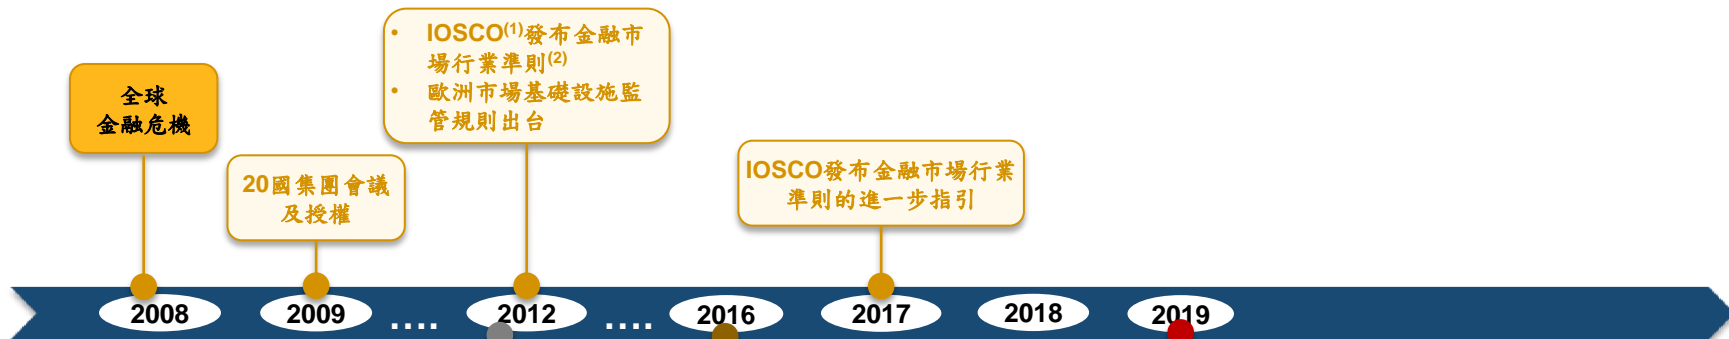 全球
金融危機
20國集團會議
及授權
• IOSCO(1)發布金融市
場行業準則(2)
• 歐洲市場基礎設施監
管規則出台
IOSCO發布金融市場行業
準則的進一步指引
2008 2009 .... 2012 .... 2016 2017 2018 2019